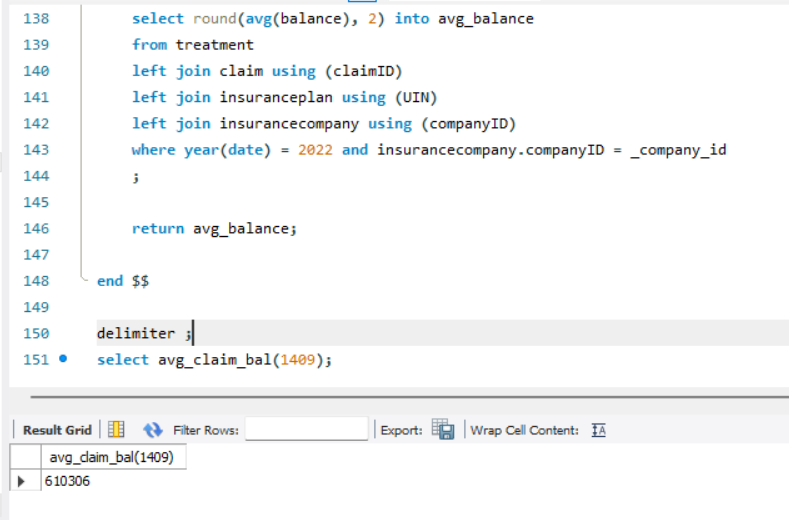 138 select round(avg(balance), 2) into avg_balance
139 from treatment
140 left join claim using (claimID)
141 left join insuranceplan using (UIN)
142 left join insurancecompany using (companyID)
143 where year(date) = 2022 and insurancecompany.companyID = _company_id
144 ;
145
146 return avg_balance;
147
148 end $$
149
150 delimiter ;
151 select avg_claim_bal(1409);
Result Grid Filter Rows: Export: Wrap Cell Content: IA
avg_claim_bal(1409)
610306